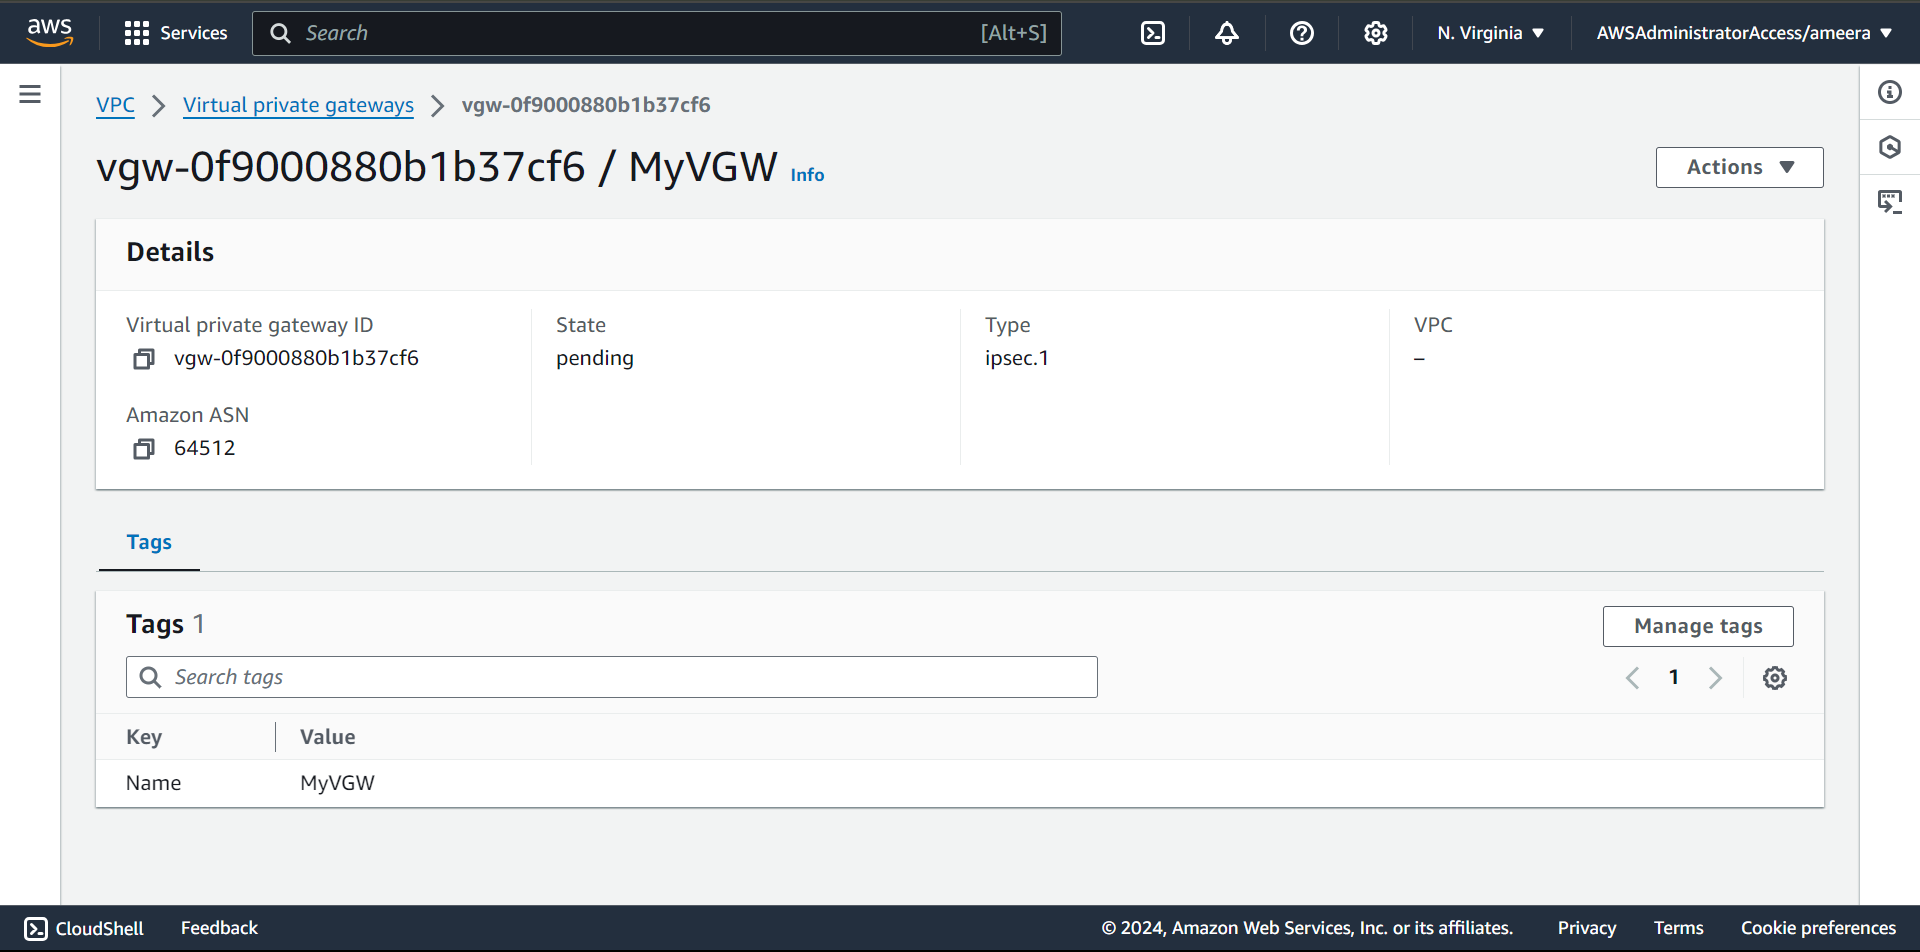 aws Services Search [Alt+S] N. Virginia AWSAdministratorAccess/ameera
VPC Virtual private gateways vgw-0f9000880b1b37cf6
vgw-0f9000880b1b37cf6 / MyVGW Info
Actions
Details
Virtual private gateway ID
vgw-0f9000880b1b37cf6
State
pending
Type
ipsec.1
VPC
–
Amazon ASN
64512
Tags
Tags 1
Manage tags
Search tags
1
Key Value
Name MyVGW
CloudShell Feedback © 2024, Amazon Web Services, Inc. or its affiliates. Privacy Terms Cookie preferences